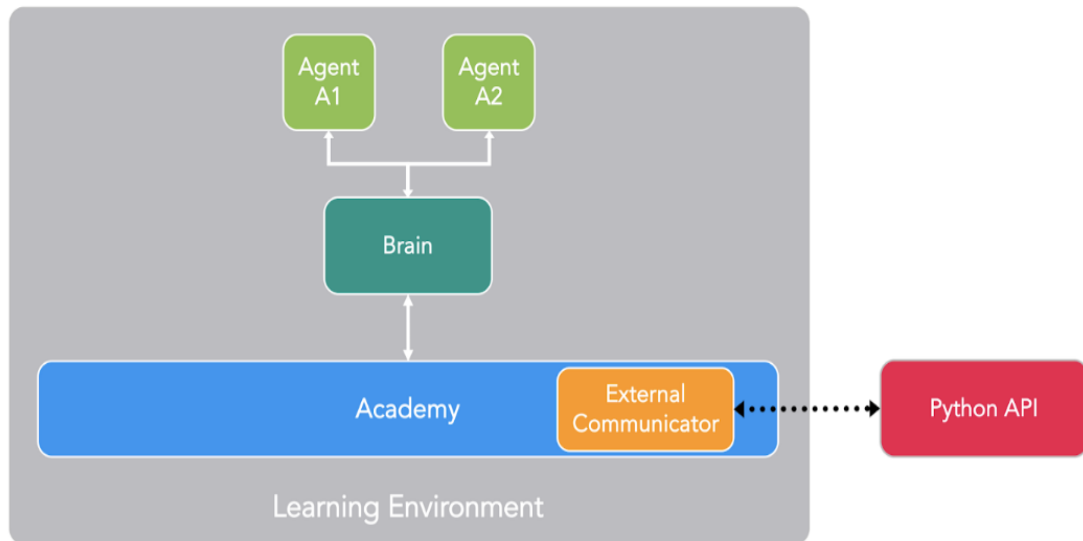 Agent
A1
Agent
A2
Brain
Academy
External
Communicator
Python API
Learning Environment